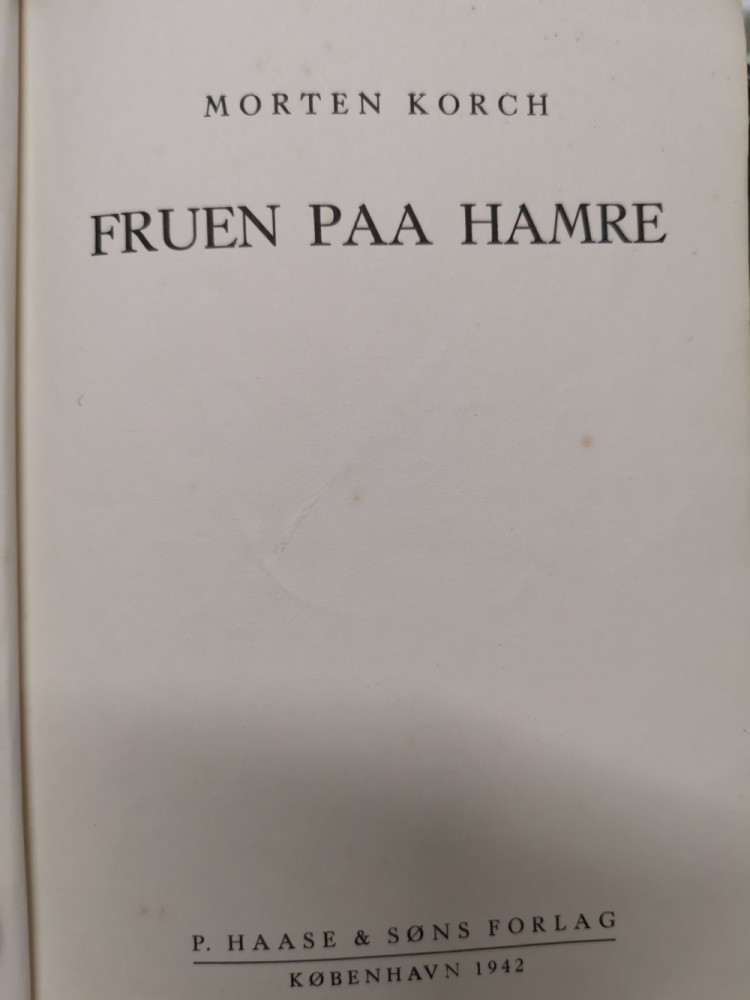 MORTEN KORCH
FRUEN PAA HAMRE
P. HAASE & SØNS FORLAG
KØBENHAVN 1942